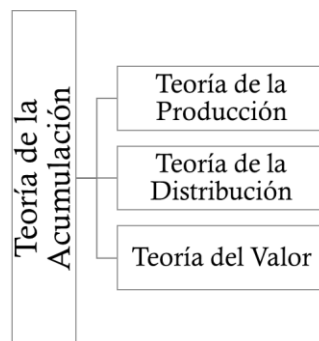 Teoría de la
Acumulación
Teoría de la
Producción
Teoría de la
Distribución
Teoría del Valor